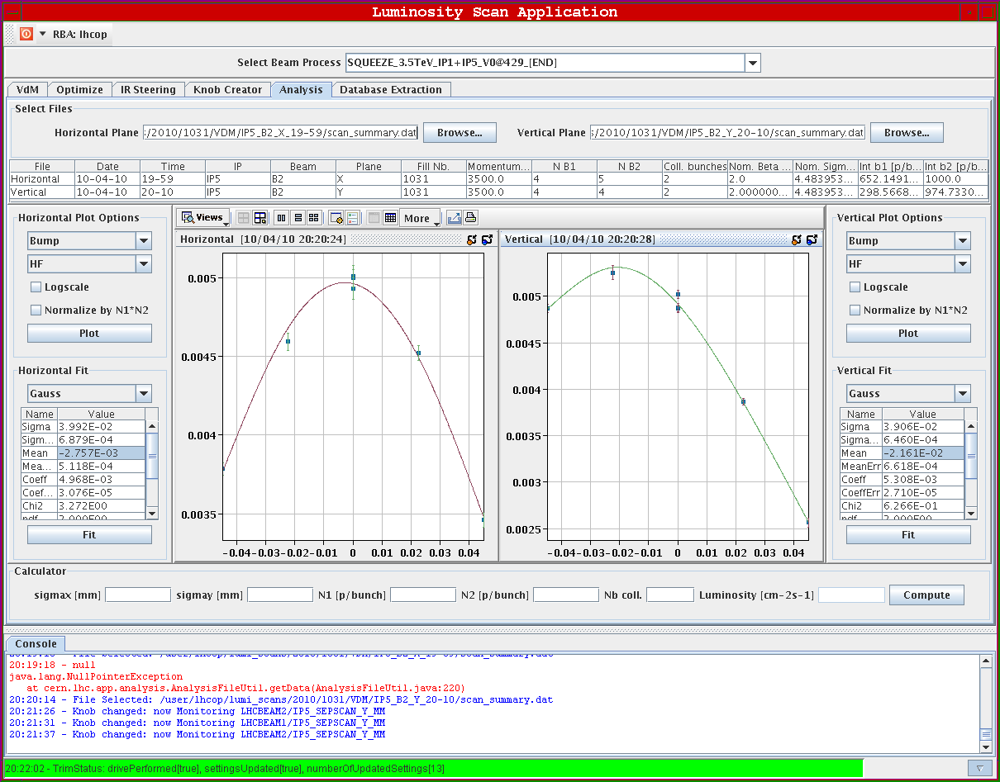 Luminosity Scan Application
RBA: lhcop
Select Beam Process SQUEEZE_3.5TeV_IP1+IP5_V0@429_[END]
VdM Optimize IR Steering Knob Creator Analysis Database Extraction
Select Files
Horizontal Plane :/2010/1031/VDM/IP5_B2_X_19-59/scan_summary.dat Browse... Vertical Plane ;/2010/1031/VDM/IP5_B2_Y_20-10/scan_summary.dat Browse...
File Date Time IP Beam Plane Fill Nb. Momentum... N B1 N B2 Coll. bunches Nom. Beta ... Nom. Sigm... Int b1 [p/b... Int b2 [p/b...
Horizontal 10-04-10 19-59 IP5 B2 X 1031 3500.0 4 5 2 2.0 4.483953... 652.1491... 1000.0
Vertical 10-04-10 20-10 IP5 B2 Y 1031 3500.0 4 4 2 2.000000... 4.483953... 298.5668... 974.7330...
Horizontal Plot Options
Bump
HF
Logscale
Normalize by N1*N2
Plot
Horizontal Fit
Gauss
Name Value
Sigma 3.992E-02
Sigm... 6.879E-04
Mean -2.757E-03
Mea... 5.118E-04
Coeff 4.968E-03
Coef... 3.076E-05
Chi2 3.272E00
ndf 2.000E00
Fit
Views More
Horizontal [10/04/10 20:20:24]
0.005
0.0045
0.004
0.0035
-0.04 -0.03 -0.02 -0.01 0 0.01 0.02 0.03 0.04
Vertical [10/04/10 20:20:28]
0.005
0.0045
0.004
0.0035
0.003
0.0025
-0.04 -0.03 -0.02 -0.01 0 0.01 0.02 0.03 0.04
Vertical Plot Options
Bump
HF
Logscale
Normalize by N1*N2
Plot
Vertical Fit
Gauss
Name Value
Sigma 3.906E-02
Sigma... 6.460E-04
Mean -2.161E-02
MeanErr 6.618E-04
Coeff 5.308E-03
CoeffErr 2.710E-05
Chi2 6.266E-01
ndf 2.000E00
Fit
Calculator
sigmax [mm] sigmay [mm] N1 [p/bunch] N2 [p/bunch] Nb coll. Luminosity [cm-2s-1] Compute
Console
File Selected: /user/lhcop/lumi_scans/2010/1031/VDM/IP5_B2_X_19-59/scan_summary.dat
20:19:18 - null
java.lang.NullPointerException
at cern.lhc.app.analysis.AnalysisFileUtil.getData(AnalysisFileUtil.java:220)
20:20:14 - File Selected: /user/lhcop/lumi_scans/2010/1031/VDM/IP5_B2_Y_20-10/scan_summary.dat
20:21:26 - Knob changed: now Monitoring LHCBEAM2/IP5_SEPSCAN_Y_MM
20:21:31 - Knob changed: now Monitoring LHCBEAM1/IP5_SEPSCAN_Y_MM
20:21:37 - Knob changed: now Monitoring LHCBEAM2/IP5_SEPSCAN_Y_MM
20:22:02 - TrimStatus: drivePerformed[true], settingsUpdated[true], numberOfUpdatedSettings[13]